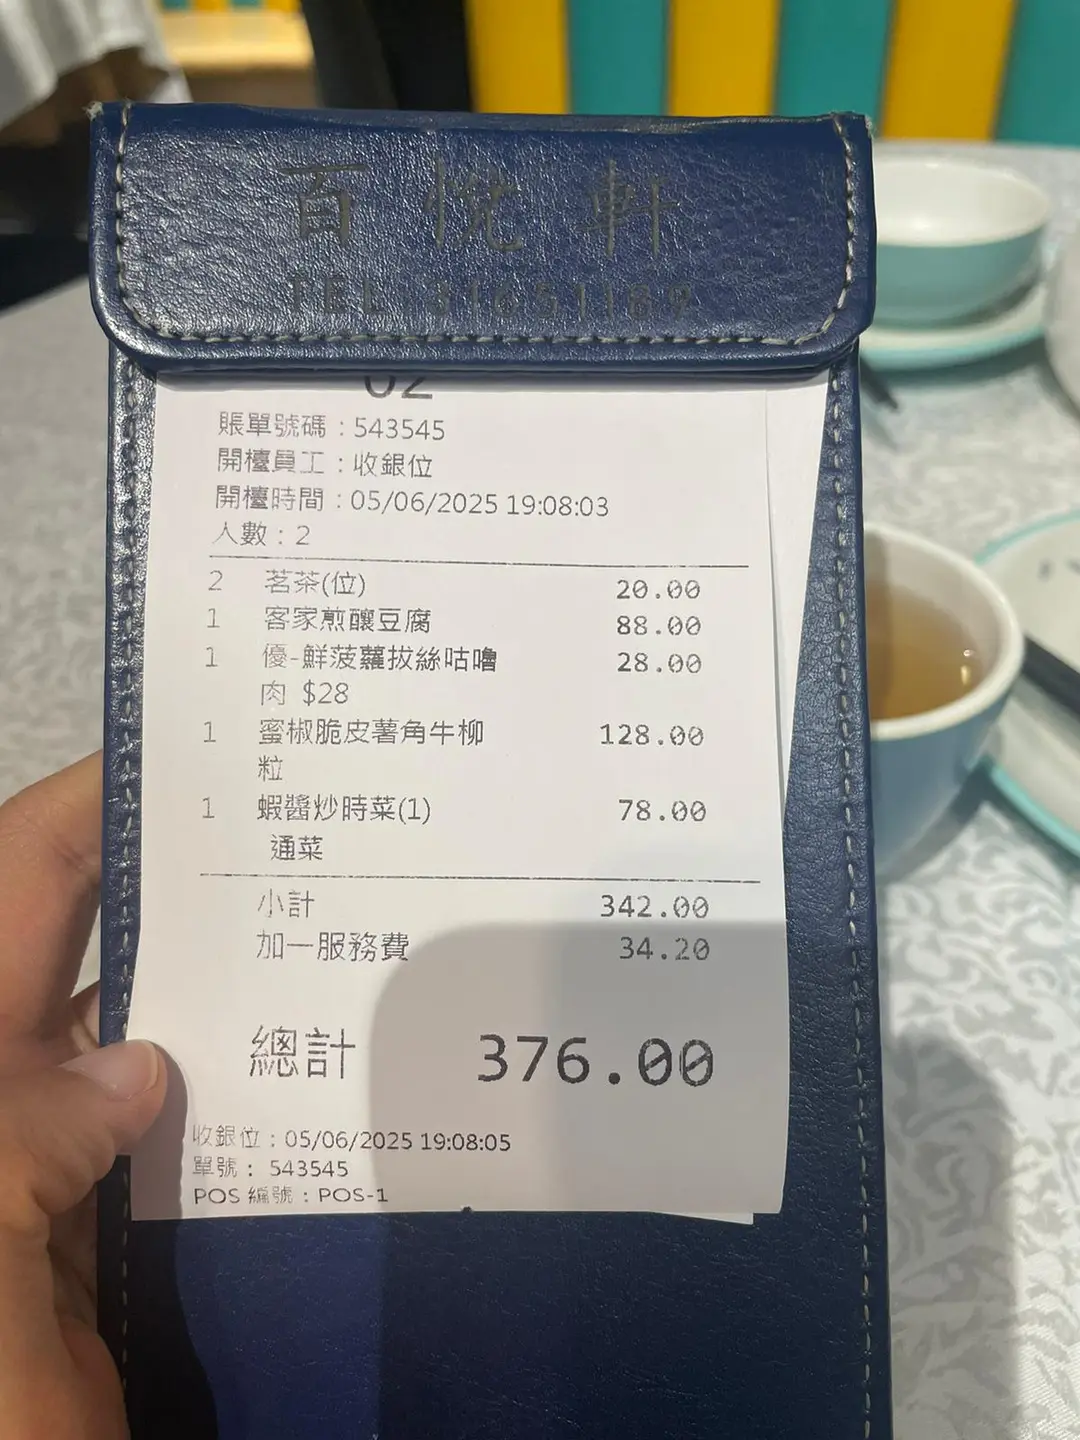 百悅軒
TEL:31651189
02
賬單號碼：543545
開檯員工：收銀位
開檯時間：05/06/2025 19:08:03
人數：2
2 茗茶(位) 20.00
1 客家煎釀豆腐 88.00
1 優-鮮菠蘿拔絲咕嚕 28.00
肉 $28
1 蜜椒脆皮薯角牛柳 128.00
粒
1 蝦醬炒時菜(1) 78.00
通菜
小計 342.00
加一服務費 34.20
總計 376.00
收銀位：05/06/2025 19:08:05
單號： 543545
POS 編號：POS-1